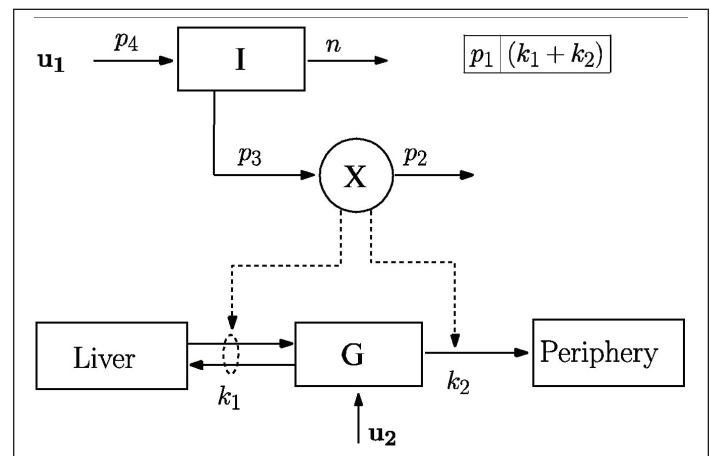 u₁
p₄
I
n
p₁ (k₁ + k₂)
p₃
X
p₂
Liver
G
Periphery
k₁
k₂
u₂